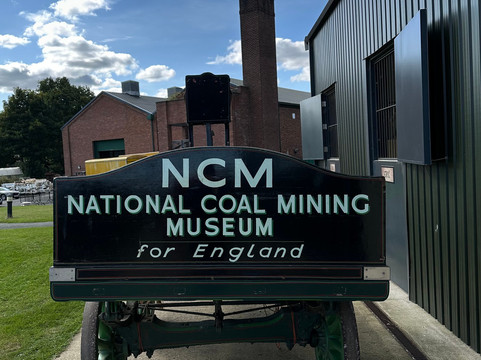 NCM
NATIONAL COAL MINING
MUSEUM
for England